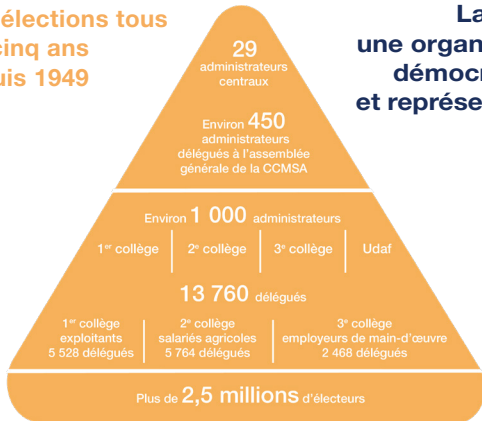 élections tous
cinq ans
uis 1949
La
une organ
démocr
et représe
29
administrateurs
centraux
Environ 450
administrateurs
délégués à l'assemblée
générale de la CCMSA
Environ 1 000 administrateurs
1er collège
2e collège
3e collège
Udaf
13 760 délégués
1er collège
exploitants
5 528 délégués
2e collège
salariés agricoles
5 764 délégués
3e collège
employeurs de main-d'œuvre
2 468 délégués
Plus de 2,5 millions d'électeurs